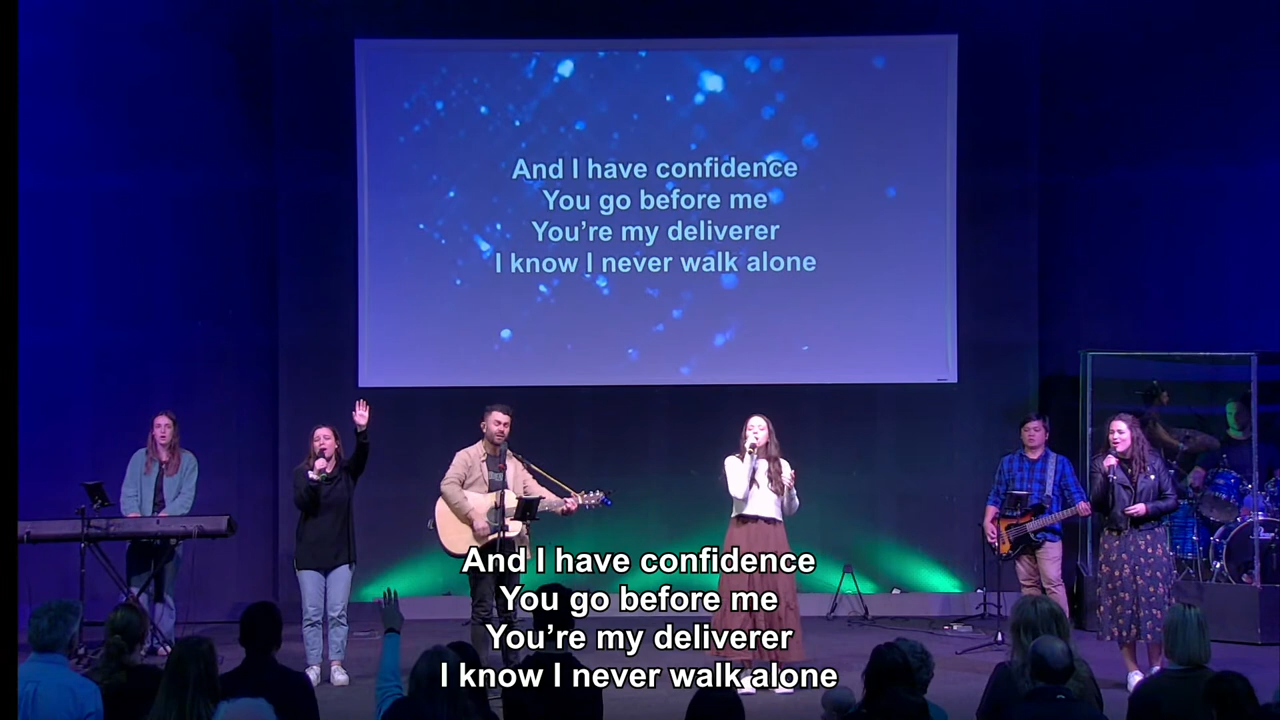 And I have confidence
You go before me
You're my deliverer
I know I never walk alone
And I have confidence
You go before me
You're my deliverer
I know I never walk alone